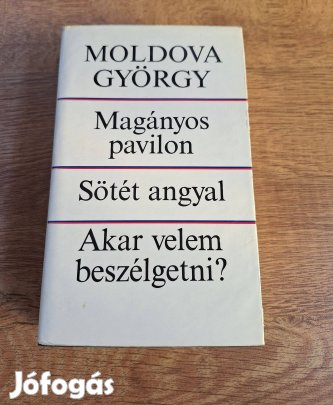 MOLDOVA
GYÖRGY
Magányos
pavilon
Sötét angyal
Akar velem
beszélgetni?
Jófogás